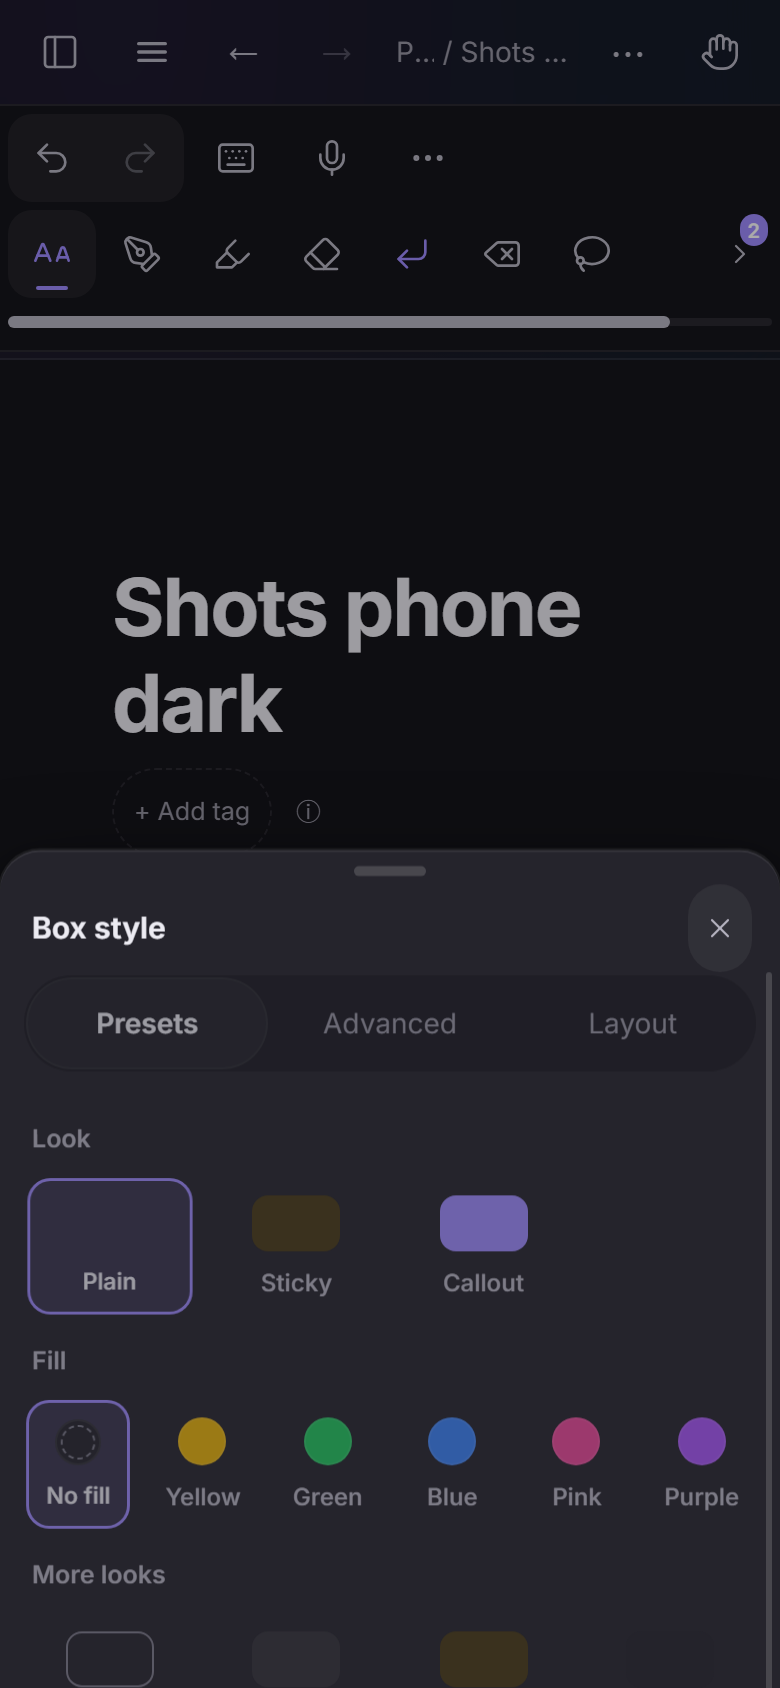 P... / Shots ...
2
Shots phone
dark
+ Add tag
Box style
Presets Advanced Layout
Look
Plain Sticky Callout
Fill
No fill Yellow Green Blue Pink Purple
More looks